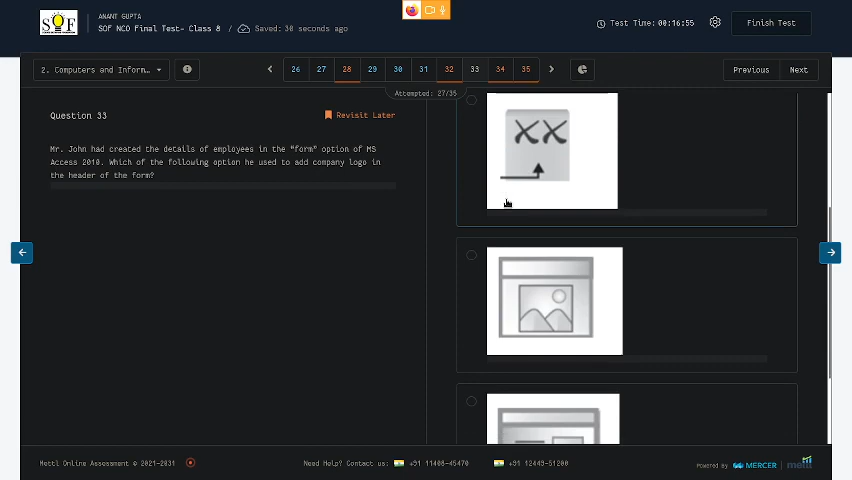 ANANT GUPTA
SOF NCO Final Test- Class 8 / Saved: 30 seconds ago
Test Time: 00:16:55
Finish Test
SOF
2. Computers and Inform...
26 27 28 29 30 31 32 33 34 35
Previous
Next
Attempted: 27/35
Question 33
Revisit Later
Mr. John had created the details of employees in the "form" option of MS
Access 2010. Which of the following option he used to add company logo in
the header of the form?
XX
Mettl Online Assessment © 2021-2031
Need Help? Contact us: +91 11408-45470 +91 12449-51200
Powered by MERCER mettl